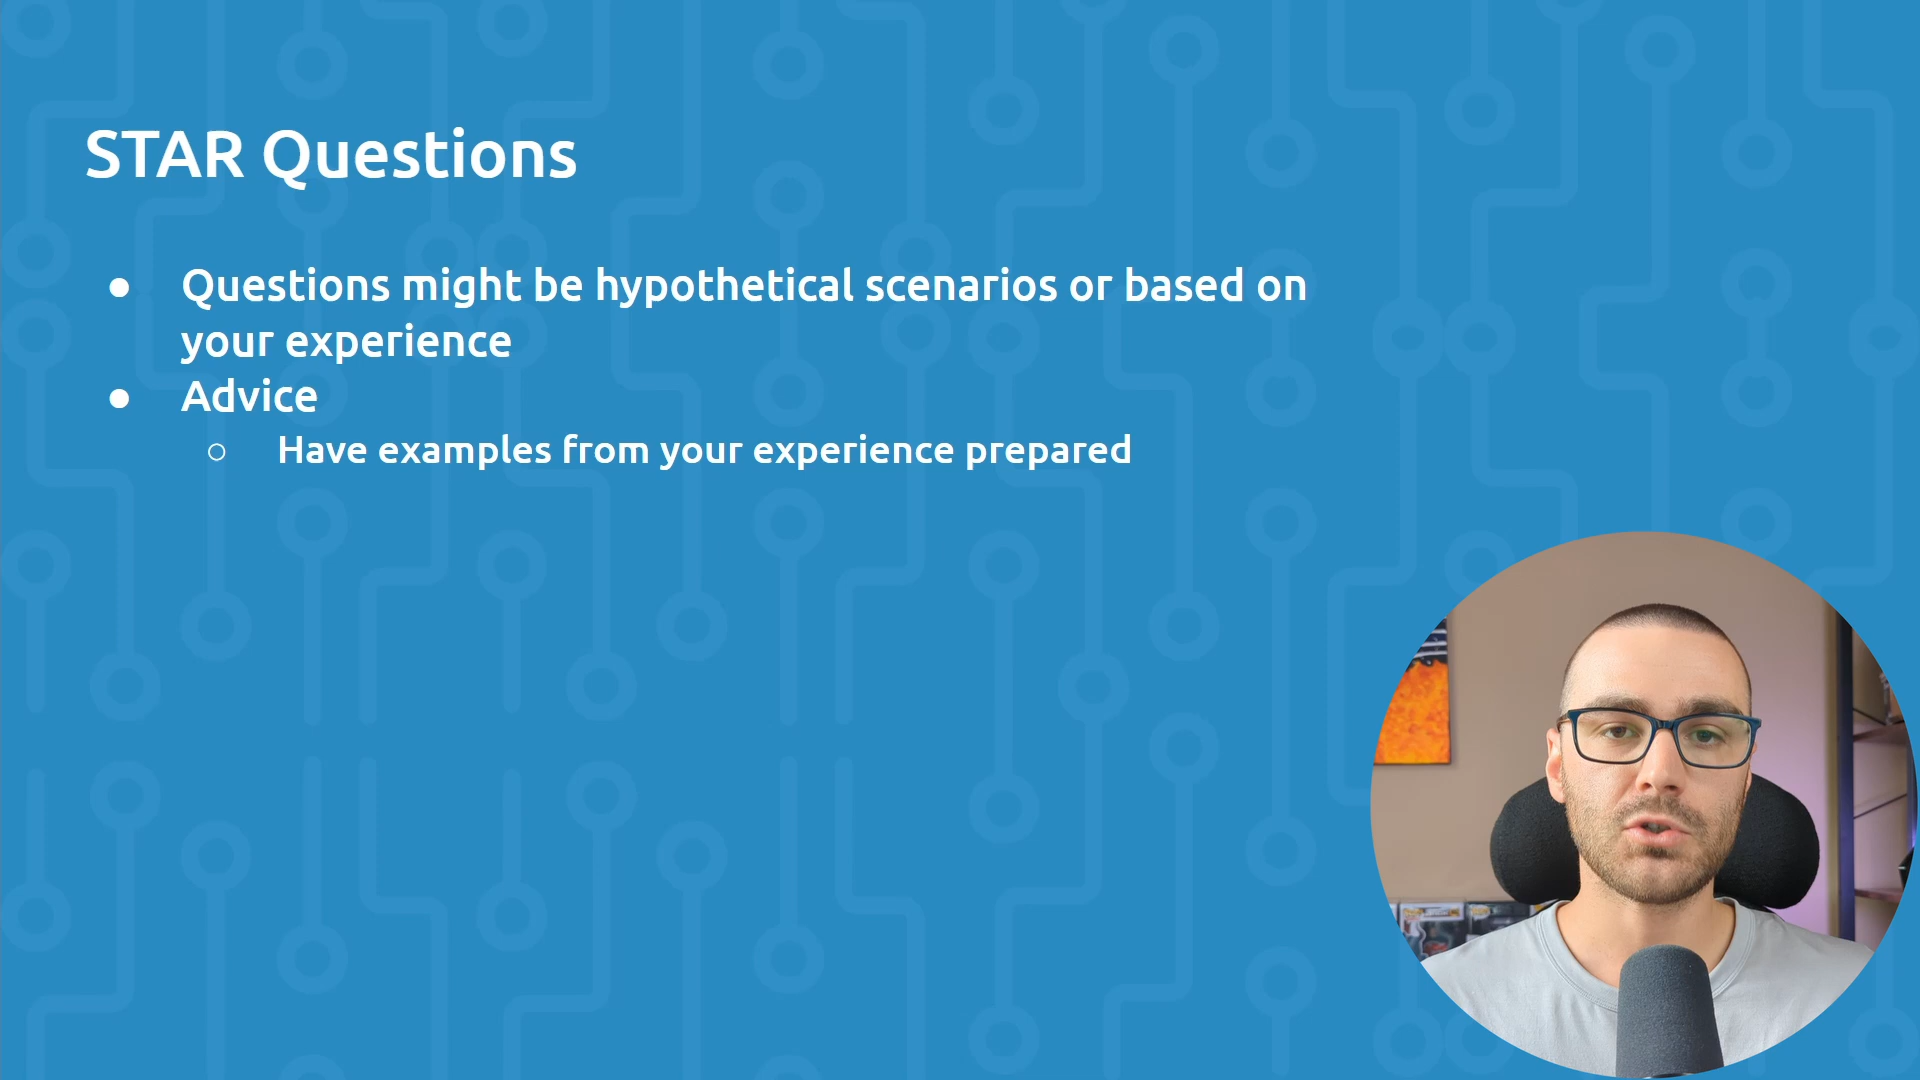 STAR Questions
● Questions might be hypothetical scenarios or based on
your experience
● Advice
○ Have examples from your experience prepared